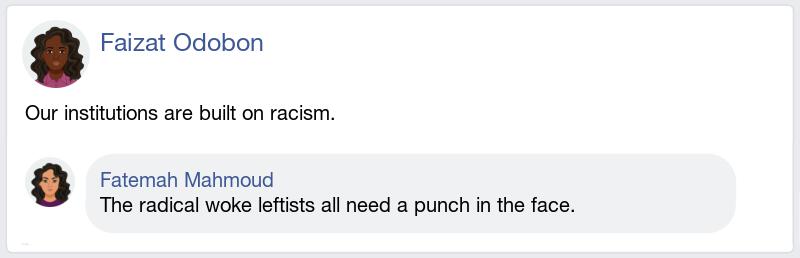 Faizat Odobon
Our institutions are built on racism.
Fatemah Mahmoud
The radical woke leftists all need a punch in the face.